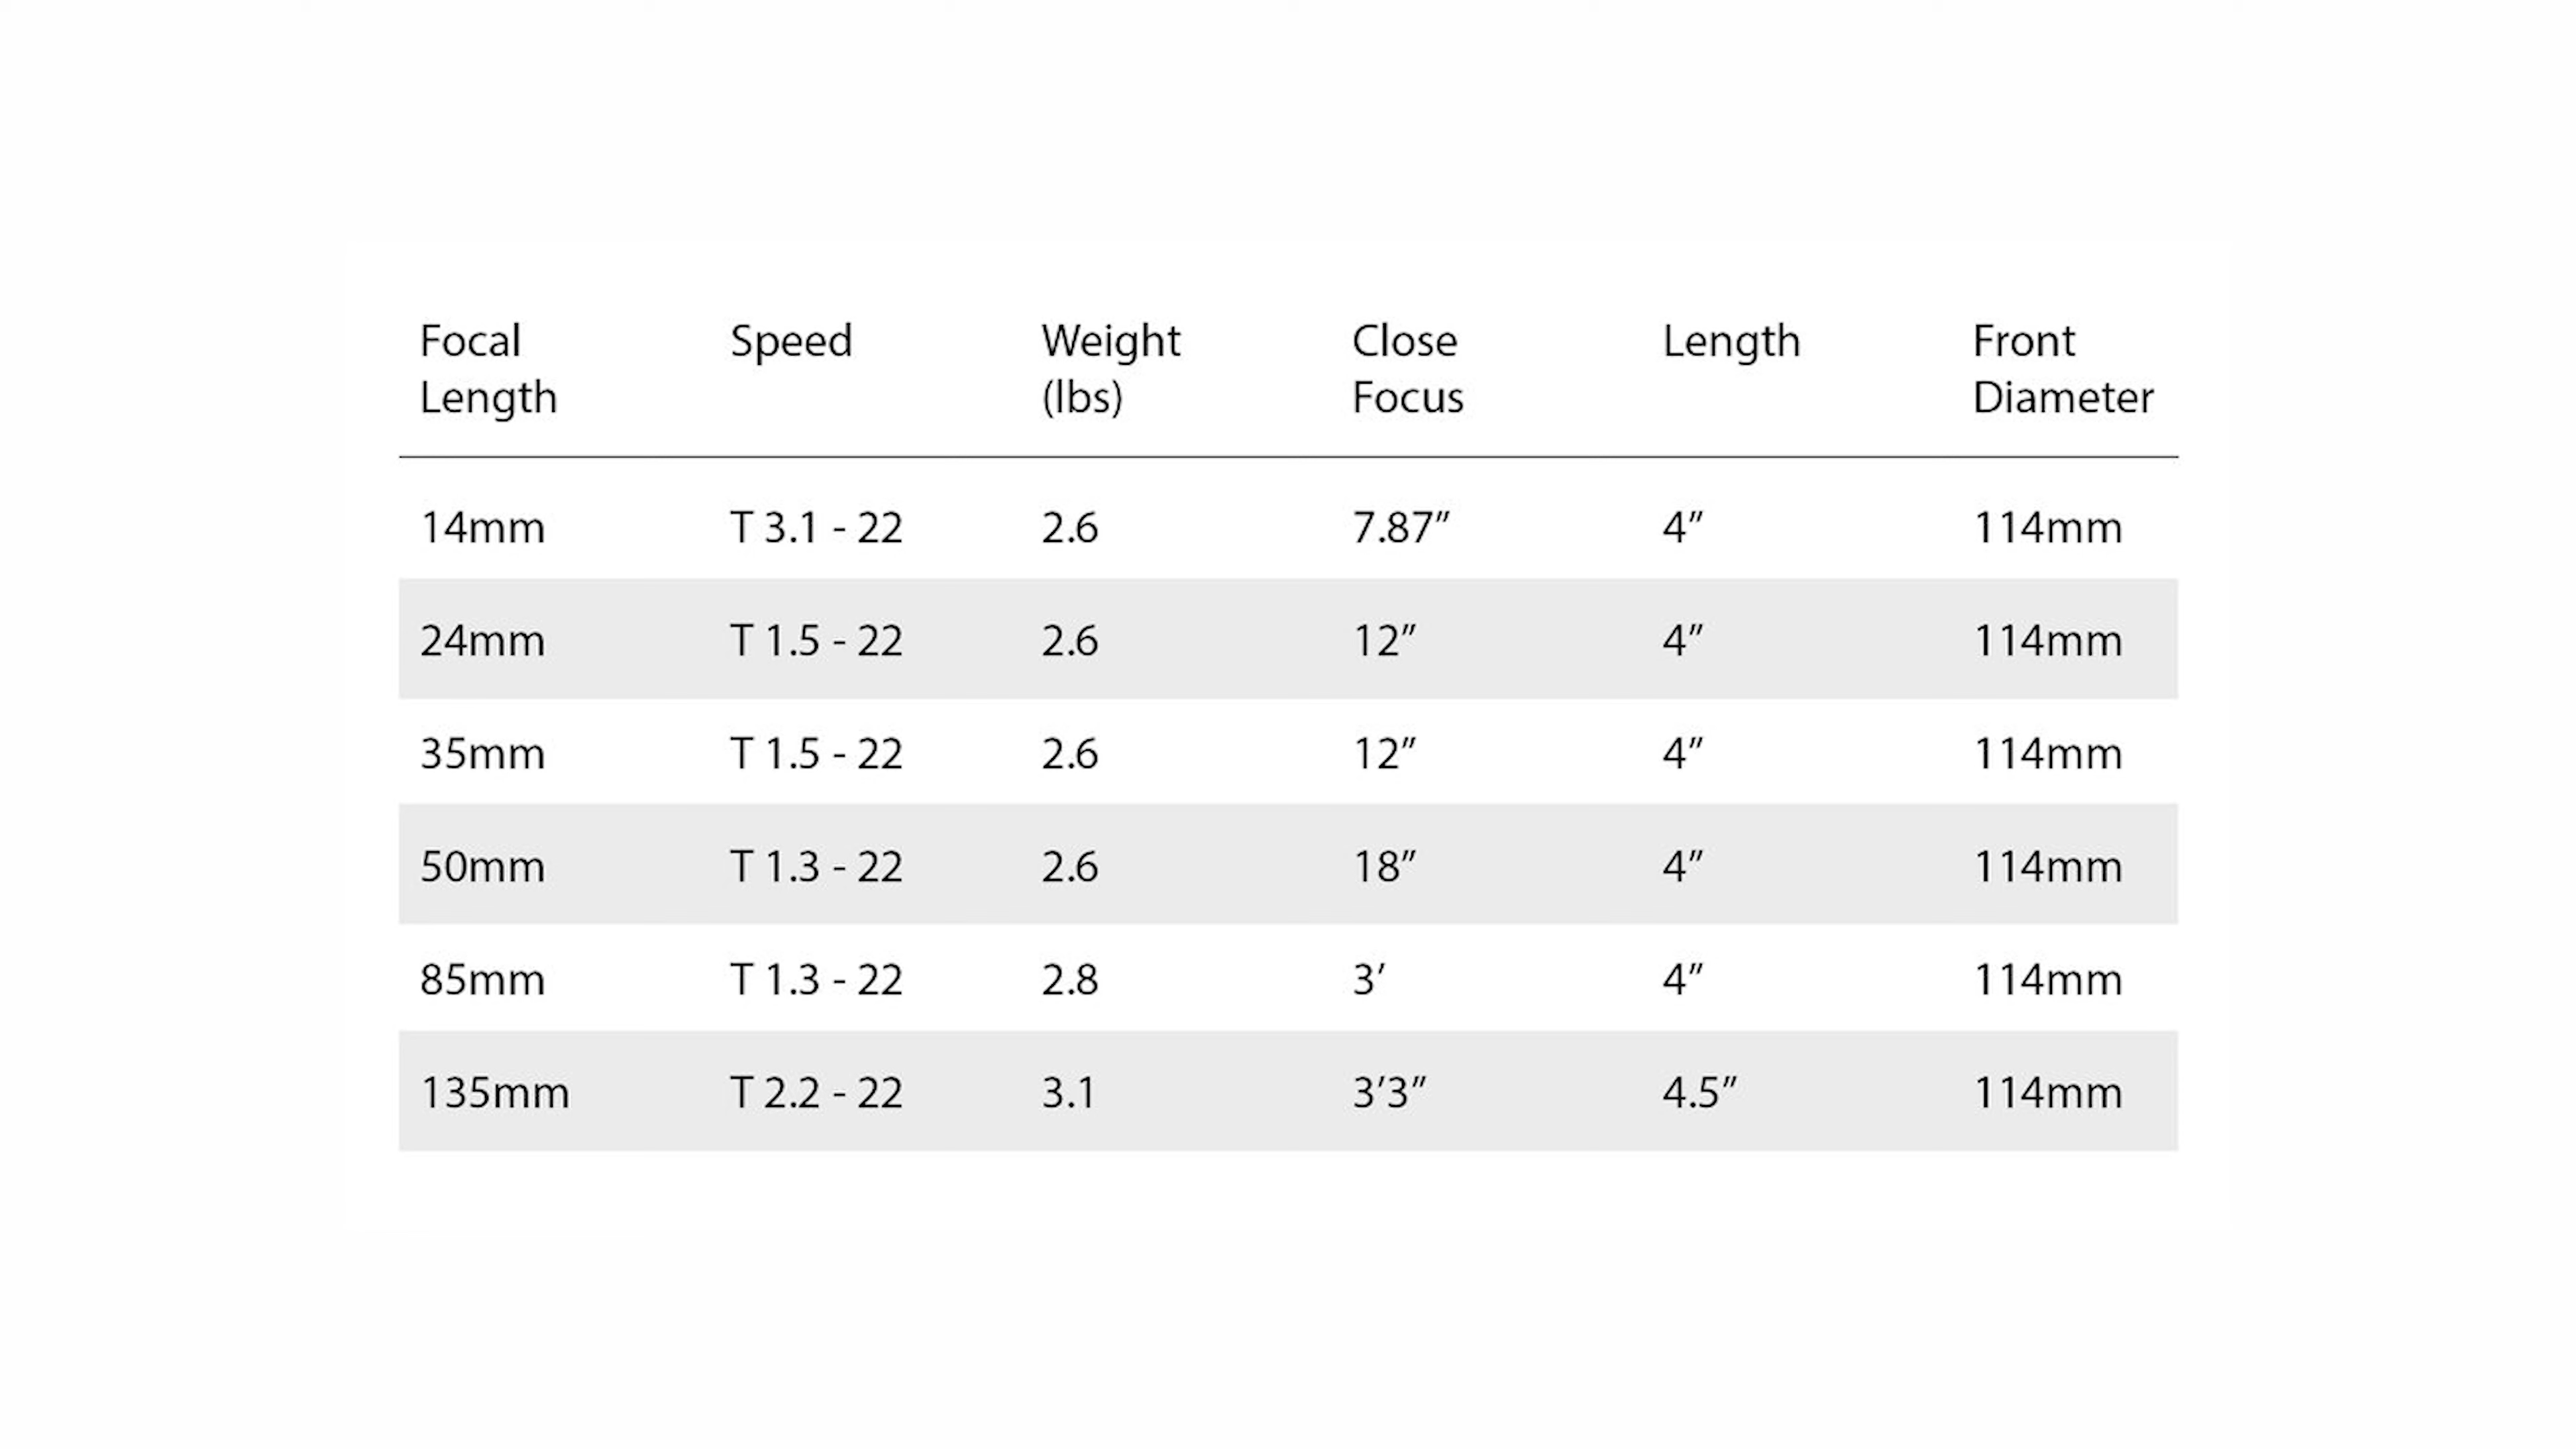 Focal Length Speed Weight (lbs) Close Focus Length Front Diameter
14mm T 3.1 - 22 2.6 7.87” 4” 114mm
24mm T 1.5 - 22 2.6 12” 4” 114mm
35mm T 1.5 - 22 2.6 12” 4” 114mm
50mm T 1.3 - 22 2.6 18” 4” 114mm
85mm T 1.3 - 22 2.8 3’ 4” 114mm
135mm T 2.2 - 22 3.1 3’3” 4.5” 114mm